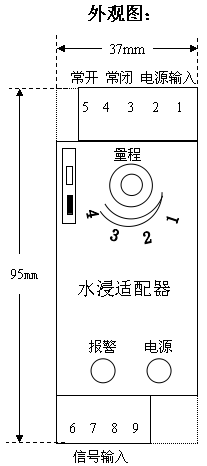 外观图：
37mm
常开 常闭 电源输入
5 4 3 2 1
量程
4 3 2 1
95mm
水浸适配器
报警 电源
6 7 8 9
信号输入